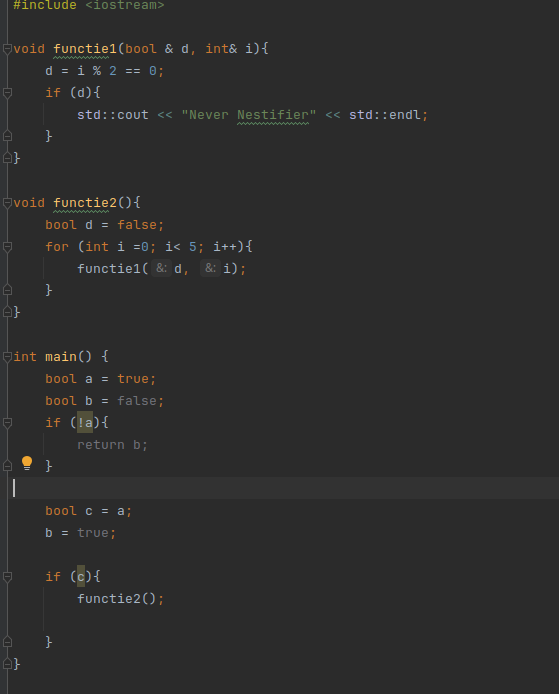 #include <iostream>
void functie1(bool & d, int& i){
d = i % 2 == 0;
if (d){
std::cout << "Never Nestifier" << std::endl;
}
}
void functie2(){
bool d = false;
for (int i =0; i< 5; i++){
functie1(&: d, &: i);
}
}
int main() {
bool a = true;
bool b = false;
if (!a){
return b;
}
bool c = a;
b = true;
if (c){
functie2();
}
}